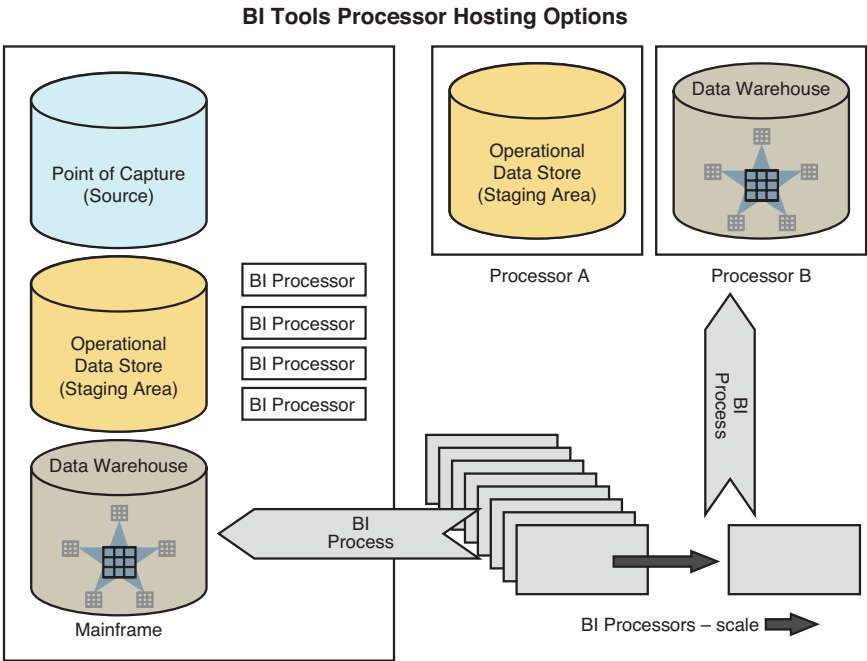 BI Tools Processor Hosting Options
Point of Capture
(Source)
Operational
Data Store
(Staging Area)
BI Processor
BI Processor
BI Processor
BI Processor
Data Warehouse
Mainframe
BI
Process
Operational
Data Store
(Staging Area)
Processor A
Data Warehouse
Processor B
BI
Process
BI Processors – scale